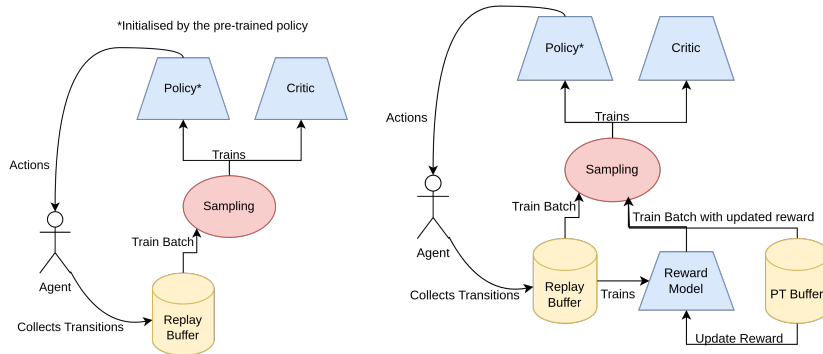 *Initialised by the pre-trained policy
Policy*
Critic
Trains
Actions
Sampling
Train Batch
Agent
Collects Transitions
Replay
Buffer
Policy*
Critic
Actions
Trains
Sampling
Train Batch
Train Batch with updated reward
Agent
Collects Transitions
Replay
Buffer
Trains
Reward
Model
PT Buffer
Update Reward